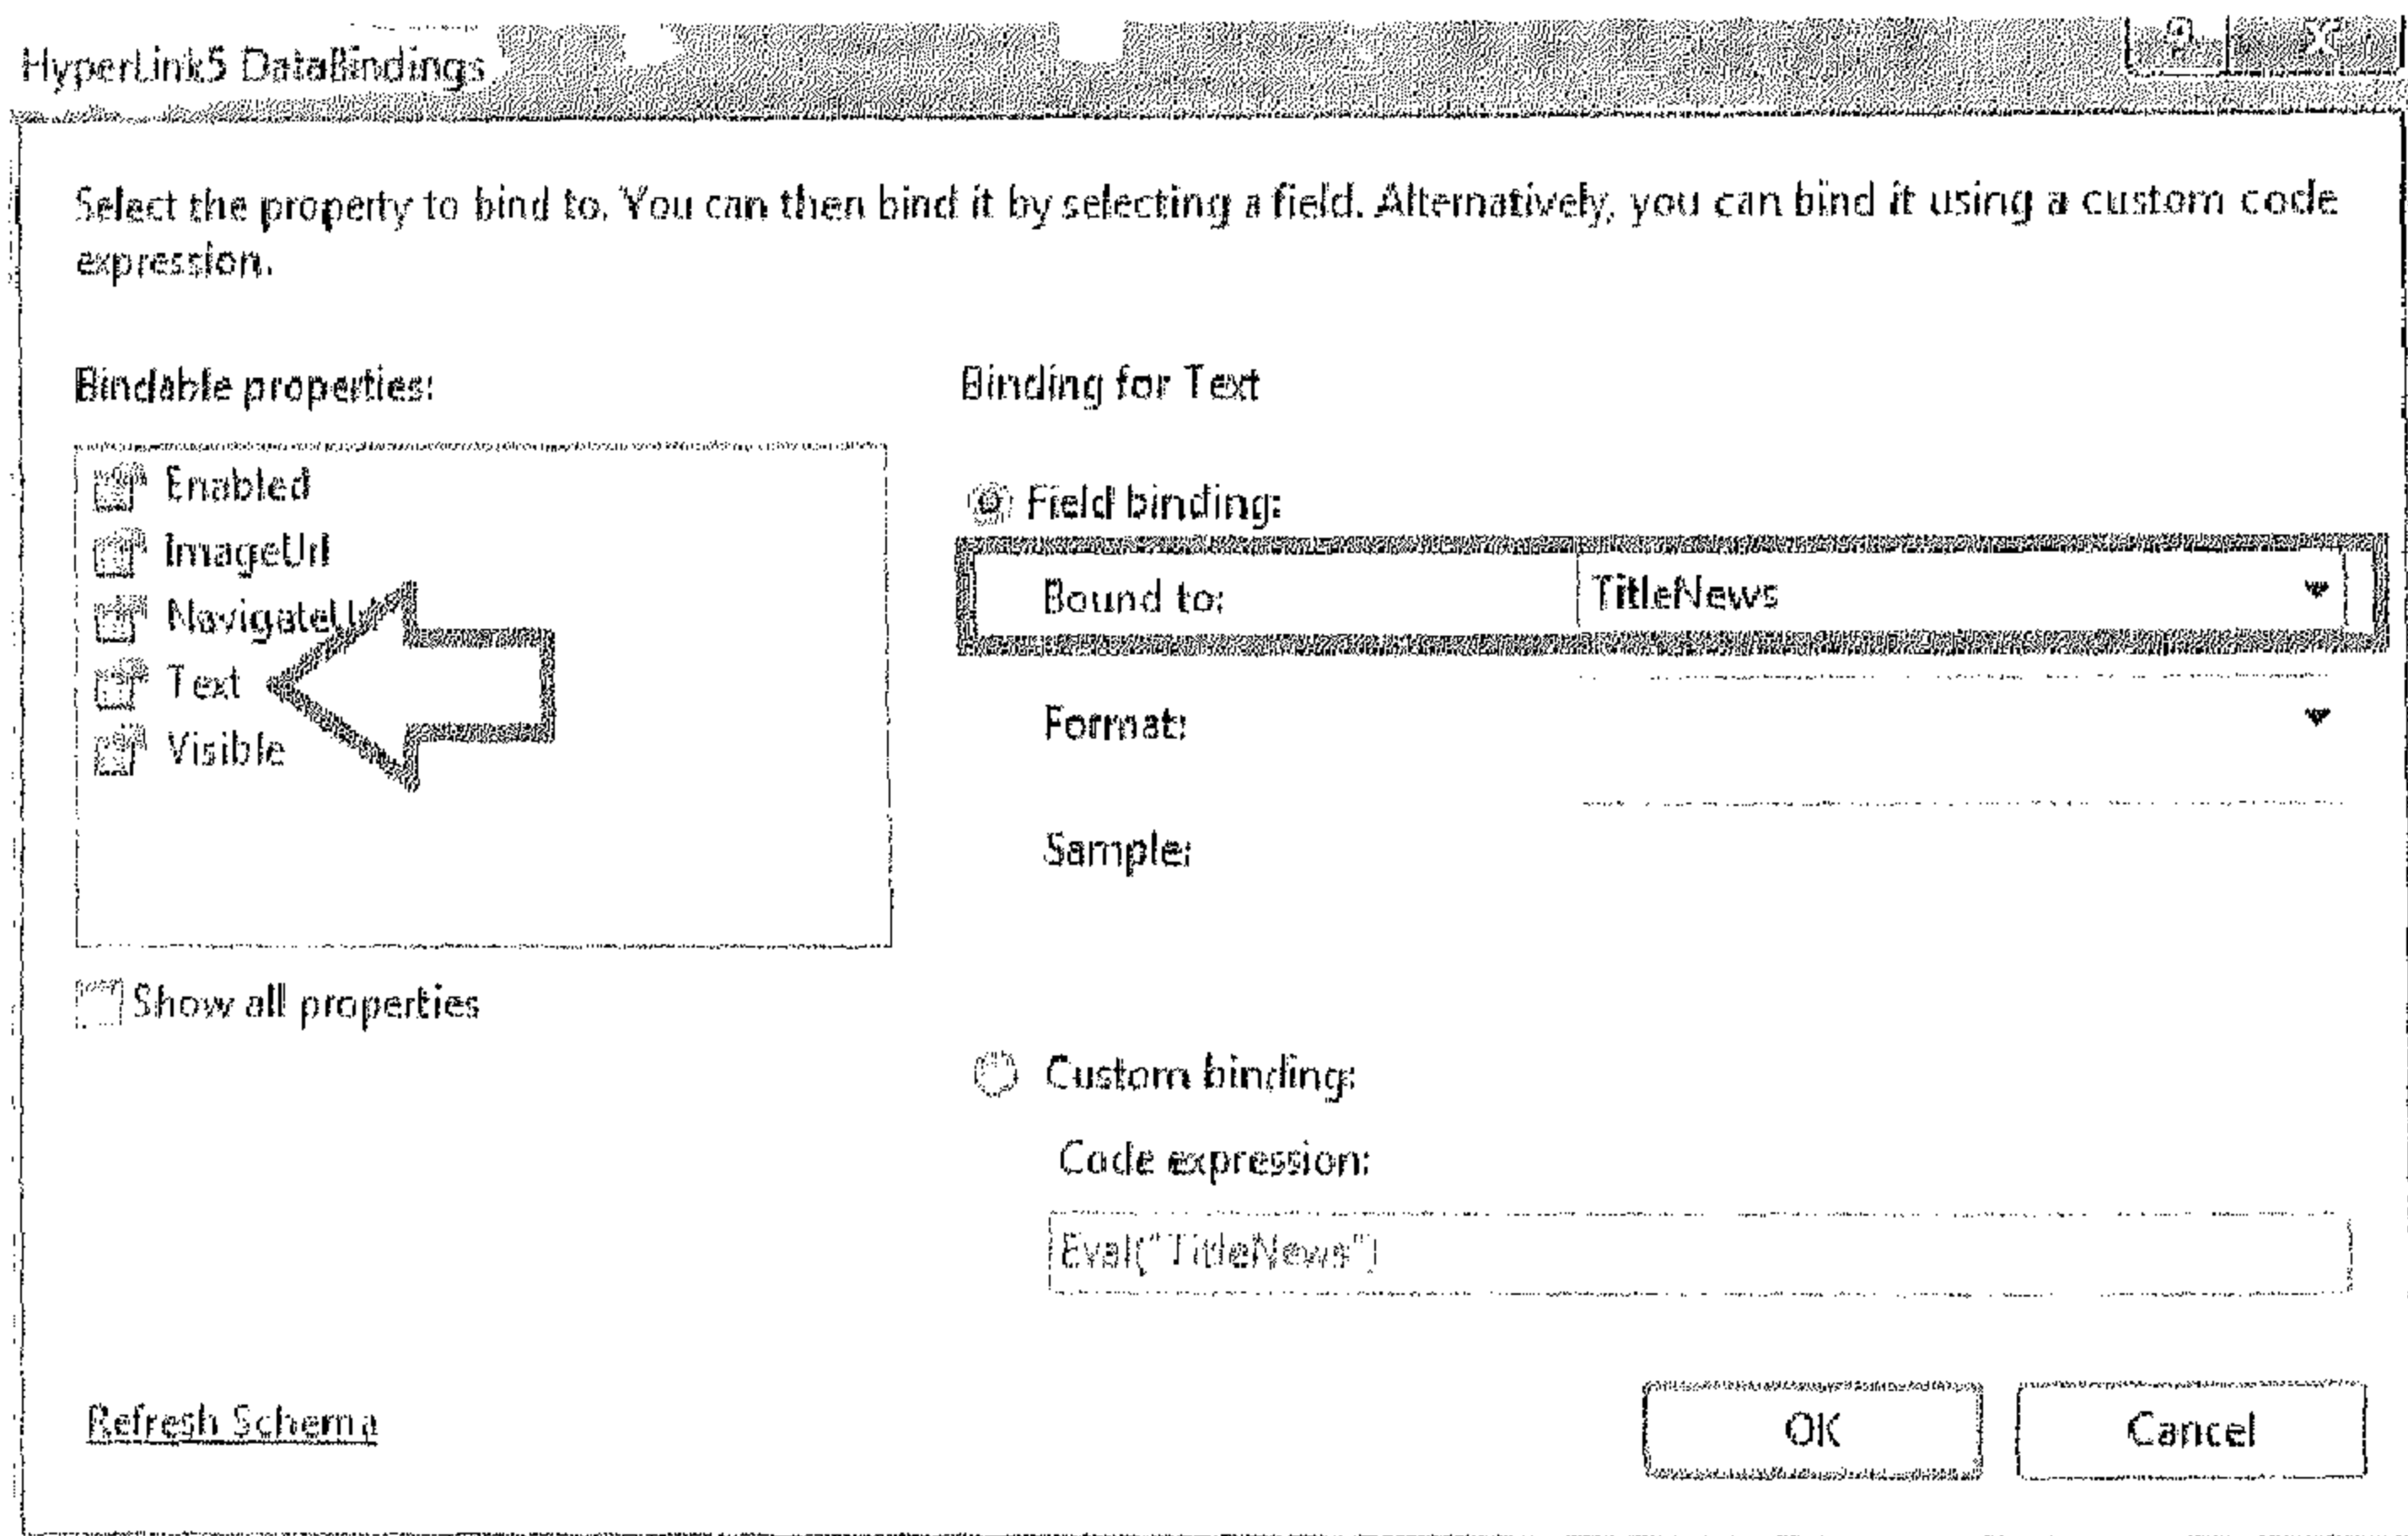 HyperLink5 DataBindings
Select the property to bind to. You can then bind it by selecting a field. Alternatively, you can bind it using a custom code
expression.
Bindable properties:
Enabled
ImageUrl
Text
Visible
Show all properties
Binding for Text
Field binding:
Bound to: TitleNews
Format:
Sample:
Custom binding:
Code expression:
Eval("TitleNews")
Refresh Schema
OK Cancel